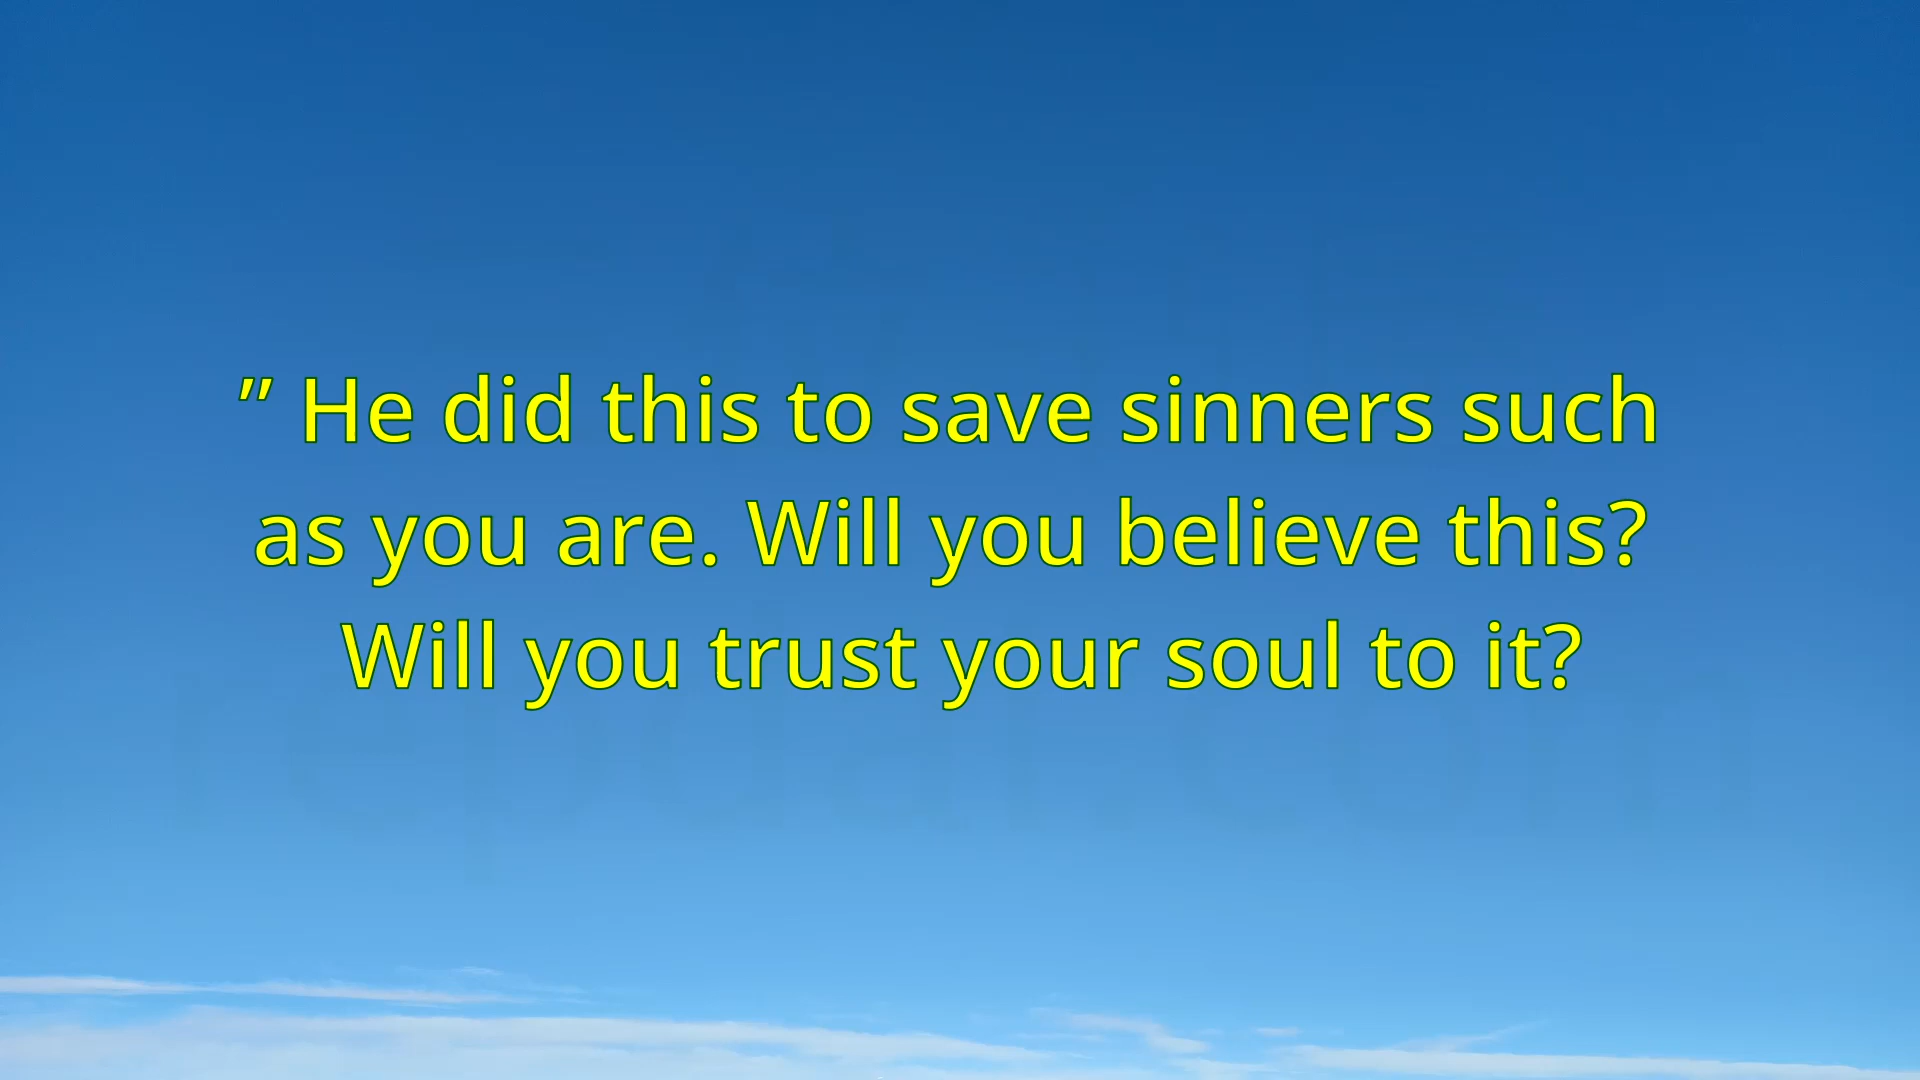 ” He did this to save sinners such
as you are. Will you believe this?
Will you trust your soul to it?